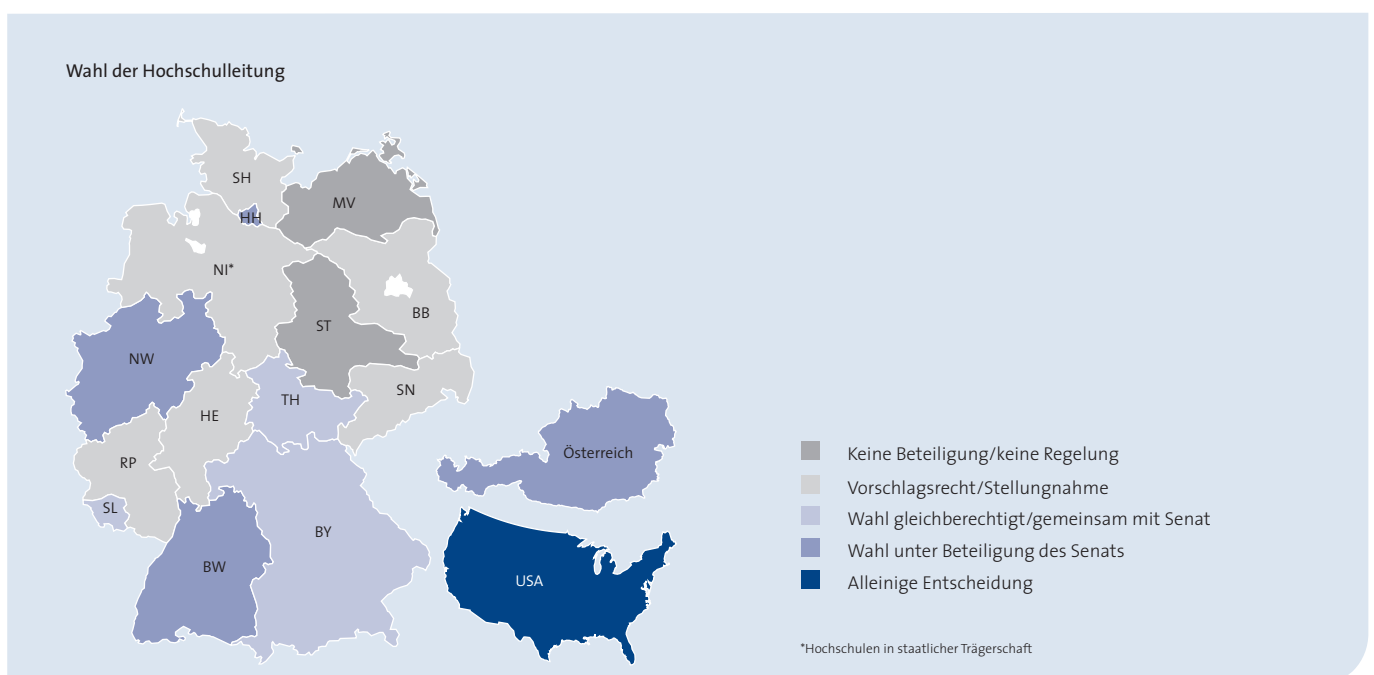 Wahl der Hochschulleitung
SH
MV
HH
NI*
BB
ST
NW
SN
TH
HE
Österreich
RP
SL
BY
BW
USA
Keine Beteiligung/keine Regelung
Vorschlagsrecht/Stellungnahme
Wahl gleichberechtigt/gemeinsam mit Senat
Wahl unter Beteiligung des Senats
Alleinige Entscheidung
*Hochschulen in staatlicher Trägerschaft